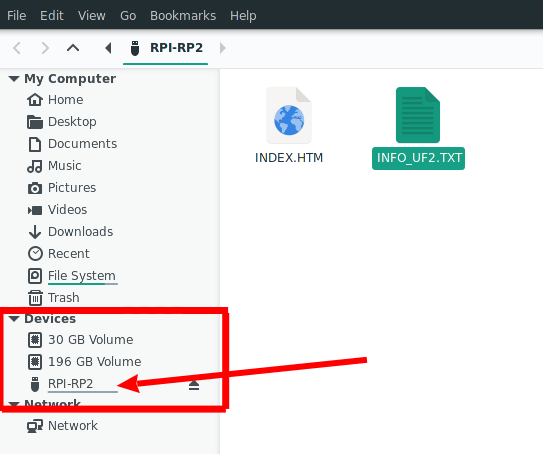 File Edit View Go Bookmarks Help
RPI-RP2
My Computer
Home
Desktop
Documents
Music
Pictures
Videos
Downloads
Recent
File System
Trash
Devices
30 GB Volume
196 GB Volume
RPI-RP2
Network
Network
INDEX.HTM
INFO_UF2.TXT